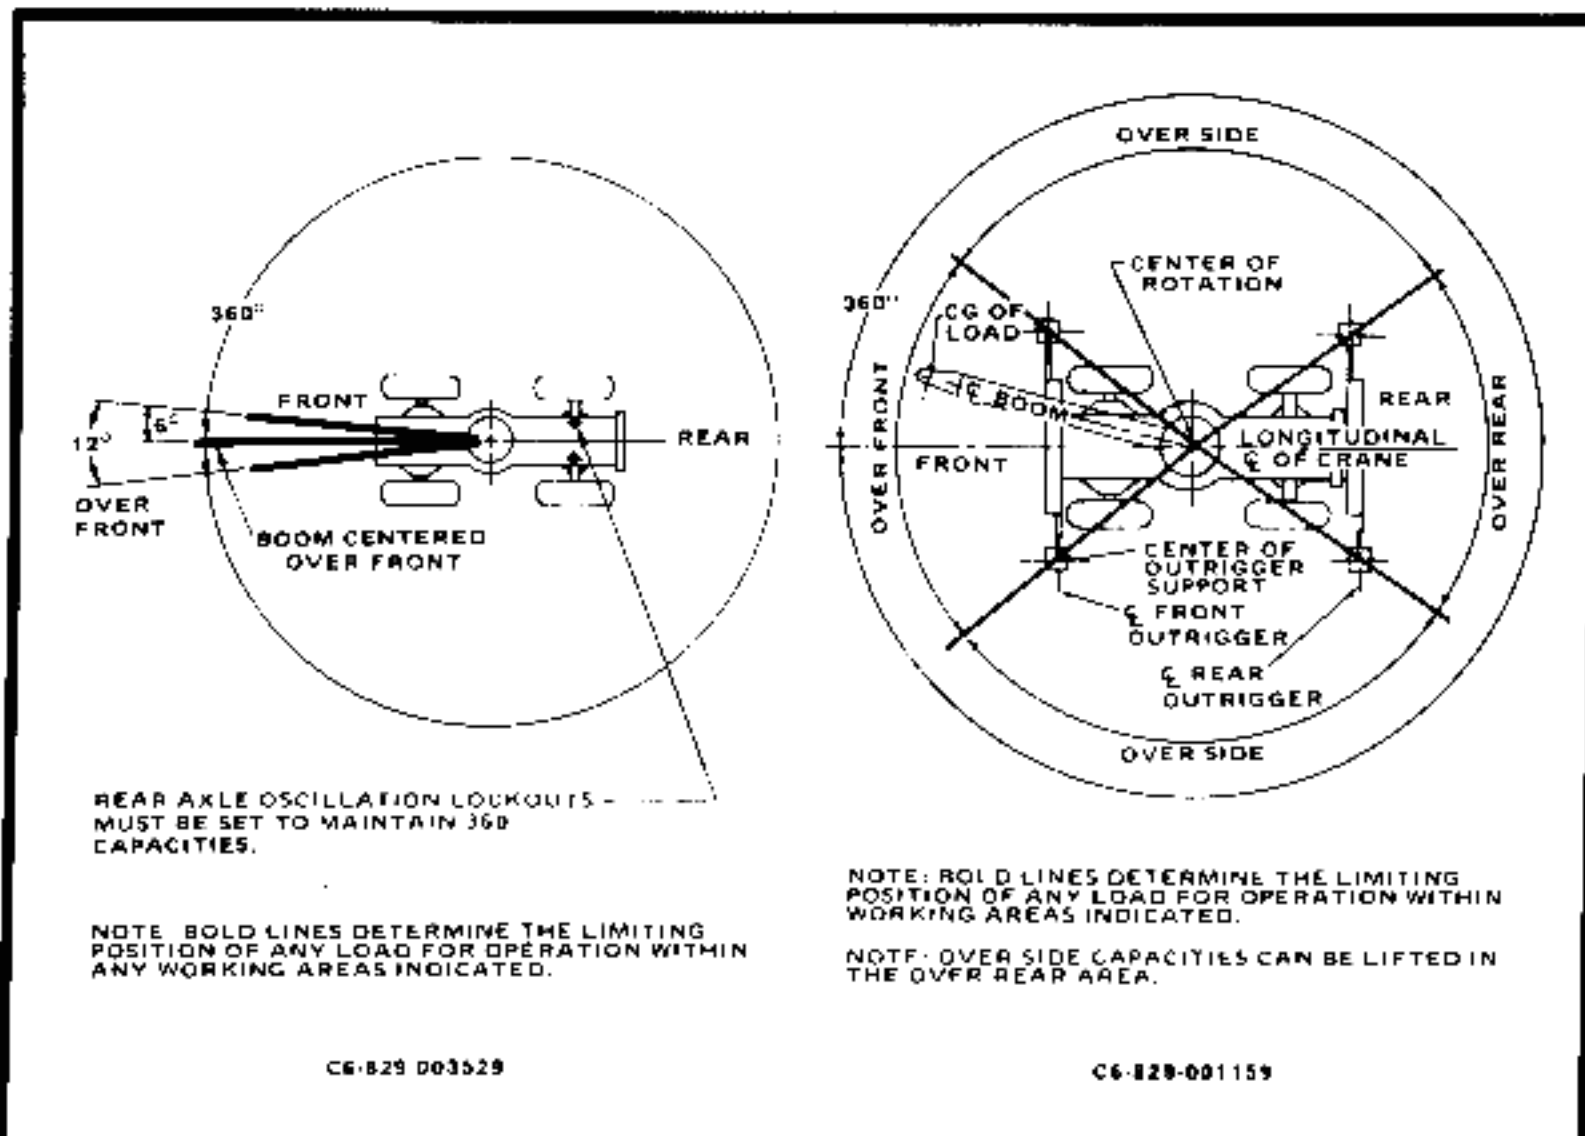 360°
FRONT
6°
12°
REAR
OVER
FRONT
BOOM CENTERED
OVER FRONT
REAR AXLE OSCILLATION LOCKOUTS
MUST BE SET TO MAINTAIN 360
CAPACITIES.
NOTE BOLD LINES DETERMINE THE LIMITING
POSITION OF ANY LOAD FOR OPERATION WITHIN
ANY WORKING AREAS INDICATED.
C6-829 003529
OVER SIDE
CENTER OF
ROTATION
360°
CG OF
LOAD
℄ BOOM
OVER FRONT
FRONT
REAR
OVER REAR
LONGITUDINAL
℄ OF CRANE
CENTER OF
OUTRIGGER
SUPPORT
℄ FRONT
OUTRIGGER
℄ REAR
OUTRIGGER
OVER SIDE
NOTE: BOLD LINES DETERMINE THE LIMITING
POSITION OF ANY LOAD FOR OPERATION WITHIN
WORKING AREAS INDICATED.
NOTE: OVER SIDE CAPACITIES CAN BE LIFTED IN
THE OVER REAR AREA.
C6-829-001159